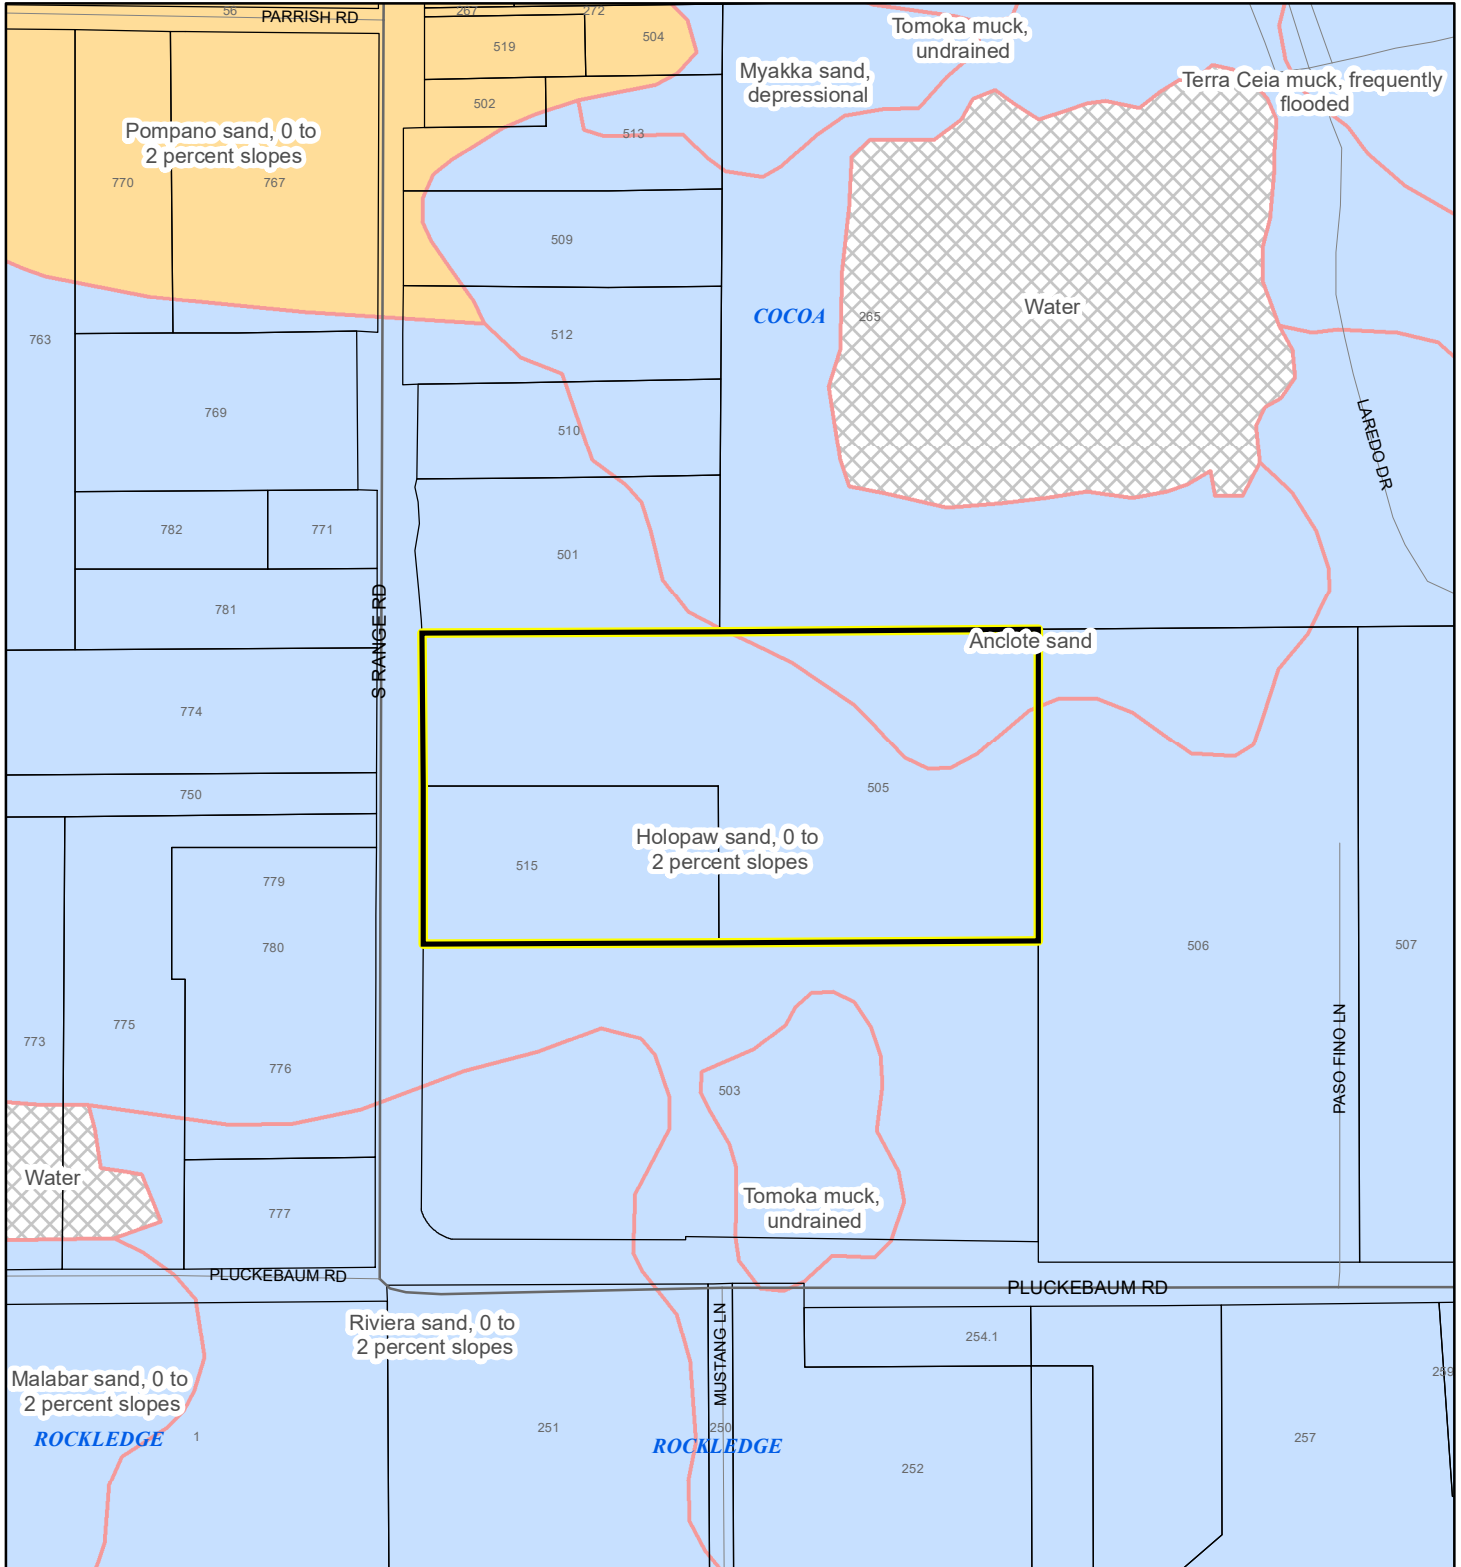 56
PARRISH RD
267
272
519
504
502
513
Tomoka muck,
undrained
Myakka sand,
depressional
Terra Ceia muck, frequently
flooded
Pompano sand, 0 to
2 percent slopes
770
767
509
COCOA
265
Water
763
512
769
510
LAREDO DR
782
771
501
781
S RANGE RD
Anclote sand
774
750
505
Holopaw sand, 0 to
2 percent slopes
515
779
780
506
507
773
775
776
503
PASO FINO LN
Water
777
Tomoka muck,
undrained
PLUCKEBAUM RD
PLUCKEBAUM RD
Riviera sand, 0 to
2 percent slopes
MUSTANG LN
254.1
259
Malabar sand, 0 to
2 percent slopes
ROCKLEDGE
1
251
250
ROCKLEDGE
252
257